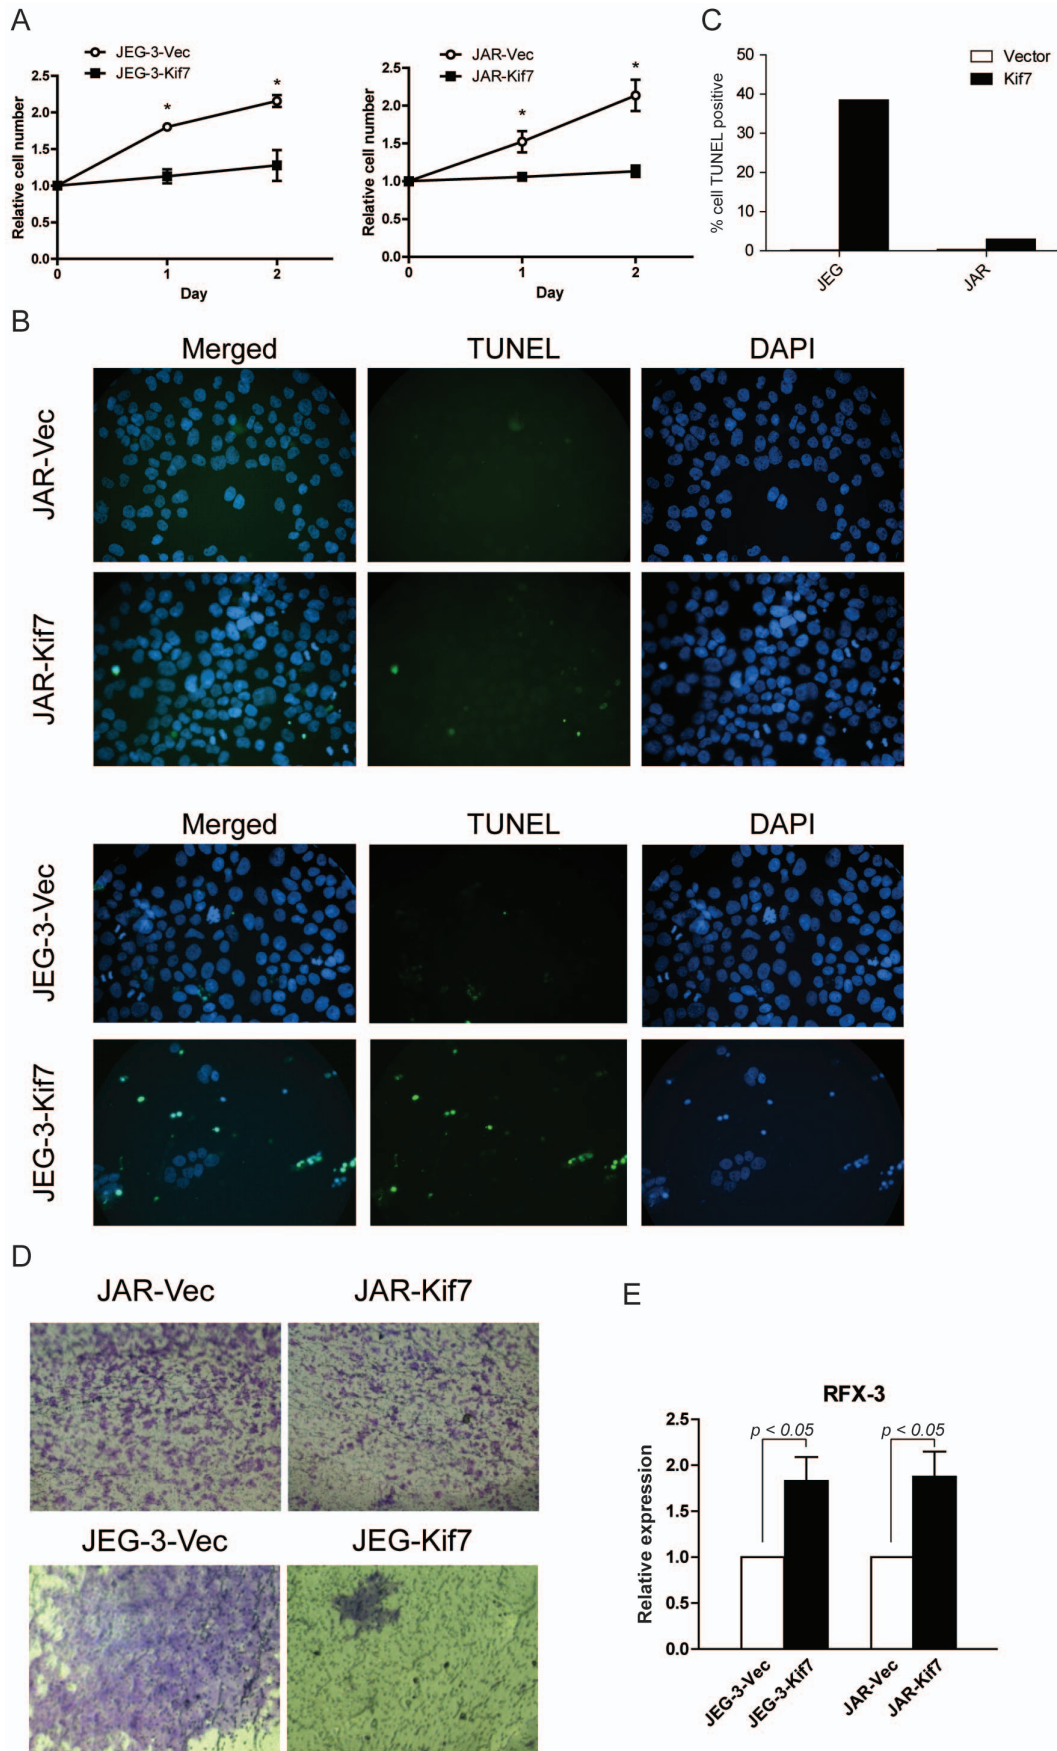 A
JEG-3-Vec
JEG-3-Kif7
Relative cell number
2.5
2.0
1.5
1.0
0.5
0.0
*
*
0 1 2
Day
JAR-Vec
JAR-Kif7
Relative cell number
2.5
2.0
1.5
1.0
0.5
0.0
*
*
0 1 2
Day
C
Vector
Kif7
% cell TUNEL positive
50
40
30
20
10
0
JEG
JAR
B
Merged TUNEL DAPI
JAR-Vec
JAR-Kif7
Merged TUNEL DAPI
JEG-3-Vec
JEG-3-Kif7
D
JAR-Vec JAR-Kif7
JEG-3-Vec JEG-Kif7
E
RFX-3
Relative expression
2.5
2.0
1.5
1.0
0.5
0.0
p < 0.05 p < 0.05
JEG-3-Vec
JEG-3-Kif7
JAR-Vec
JAR-Kif7